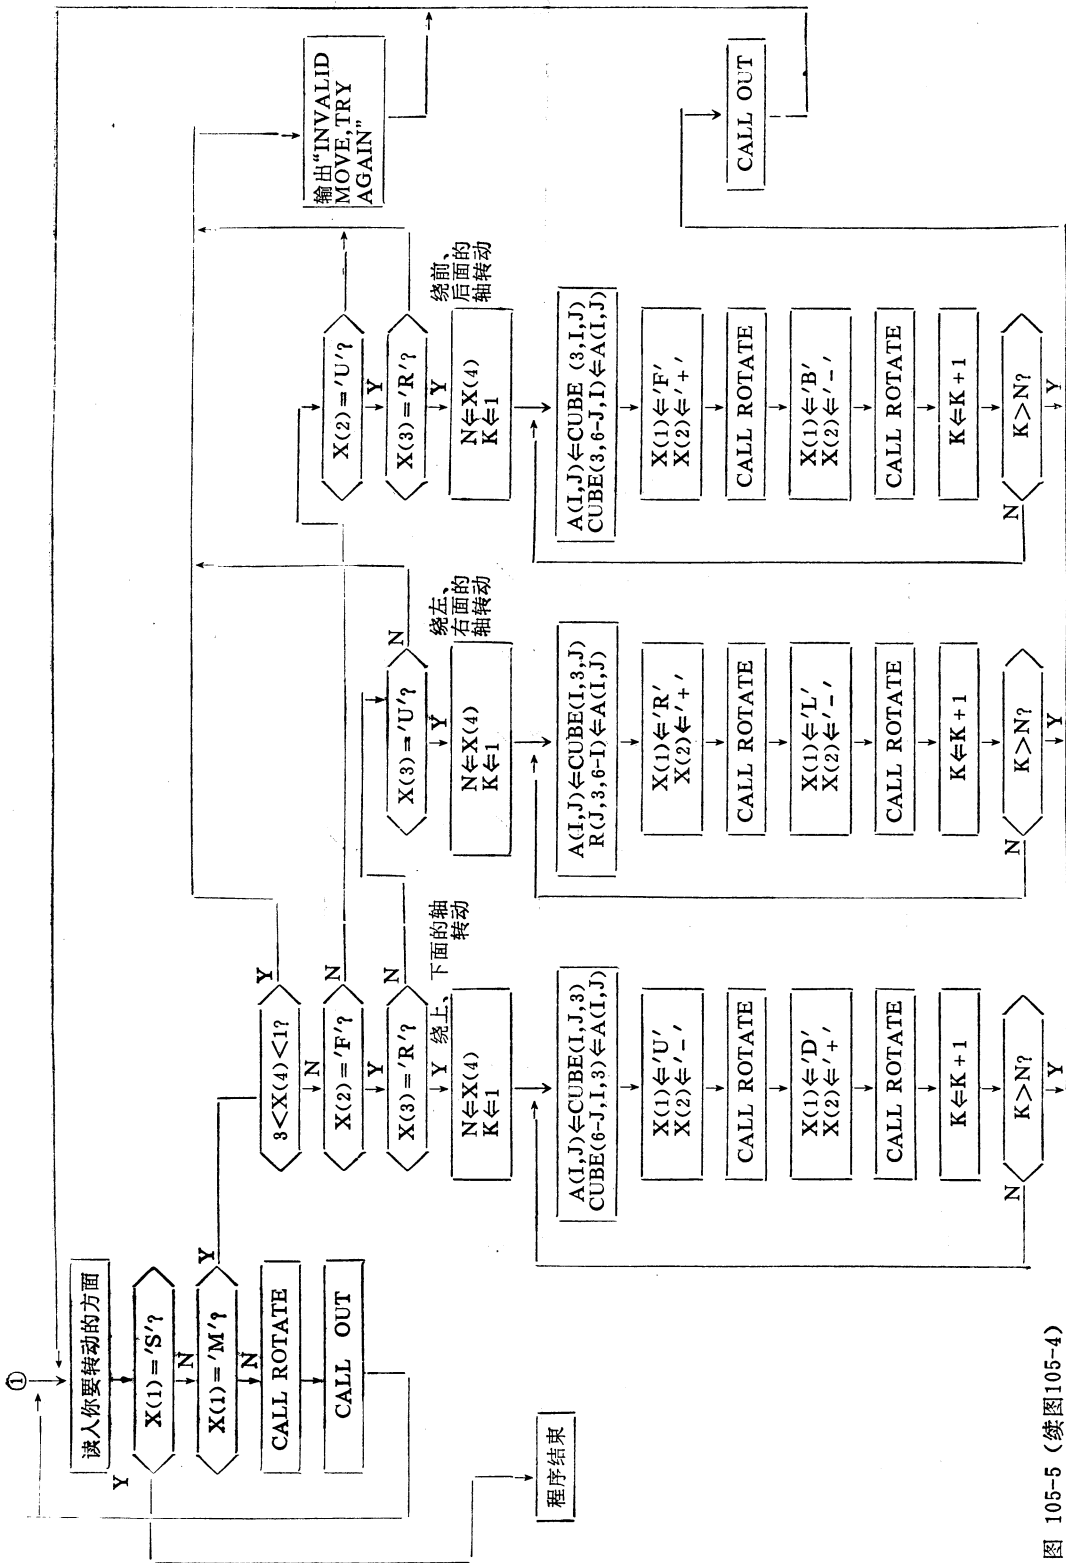 ①
读入你要转动的方面
X(1)='S'?
Y
N
X(1)='M'?
Y
N
CALL ROTATE
CALL OUT
程序结束
3<X(4)<1?
Y
N
X(2)='F'?
N
Y
X(3)='R'?
N
Y
绕上、下面的轴
转动
N⇐X(4)
K⇐1
A(I,J)⇐CUBE(I,J,3)
CUBE(6-J,I,3)⇐A(I,J)
X(1)⇐'U'
X(2)⇐'-'
CALL ROTATE
X(1)⇐'D'
X(2)⇐'+'
CALL ROTATE
K⇐K+1
K>N?
N
Y
X(3)='U'?
N
Y
绕左、
右面的
轴转动
N⇐X(4)
K⇐1
A(I,J)⇐CUBE(I,3,J)
R(J,3,6-I)⇐A(I,J)
X(1)⇐'R'
X(2)⇐'+'
CALL ROTATE
X(1)⇐'L'
X(2)⇐'-'
CALL ROTATE
K⇐K+1
K>N?
N
Y
X(2)='U'?
Y
X(3)='R'?
Y
绕前、
后面的
轴转动
N⇐X(4)
K⇐1
A(I,J)⇐CUBE (3,I,J)
CUBE(3,6-J,I)⇐A(I,J)
X(1)⇐'F'
X(2)⇐'+'
CALL ROTATE
X(1)⇐'B'
X(2)⇐'-'
CALL ROTATE
K⇐K+1
K>N?
N
Y
输出"INVALID
MOVE,TRY
AGAIN"
CALL OUT
图 105-5 (续图105-4)